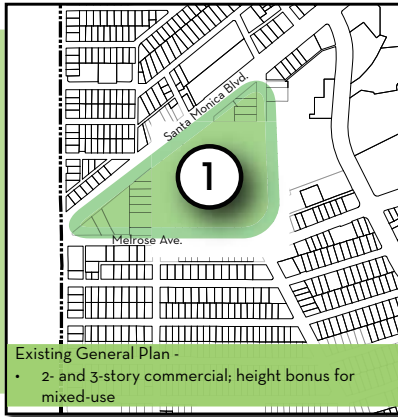 Santa Monica Blvd.
1
Melrose Ave.
Existing General Plan -
• 2- and 3-story commercial; height bonus for
mixed-use